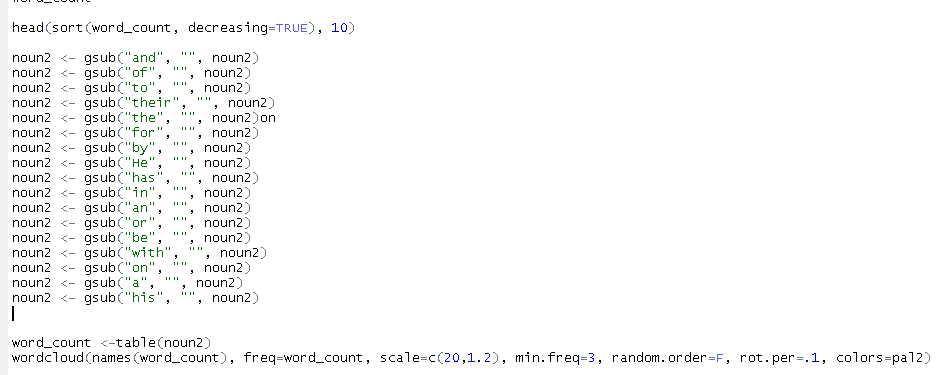 head(sort(word_count, decreasing=TRUE), 10)
noun2 <- gsub("and", "", noun2)
noun2 <- gsub("of", "", noun2)
noun2 <- gsub("to", "", noun2)
noun2 <- gsub("their", "", noun2)
noun2 <- gsub("the", "", noun2)on
noun2 <- gsub("for", "", noun2)
noun2 <- gsub("by", "", noun2)
noun2 <- gsub("He", "", noun2)
noun2 <- gsub("has", "", noun2)
noun2 <- gsub("in", "", noun2)
noun2 <- gsub("an", "", noun2)
noun2 <- gsub("or", "", noun2)
noun2 <- gsub("be", "", noun2)
noun2 <- gsub("with", "", noun2)
noun2 <- gsub("on", "", noun2)
noun2 <- gsub("a", "", noun2)
noun2 <- gsub("his", "", noun2)
word_count <-table(noun2)
wordcloud(names(word_count), freq=word_count, scale=c(20,1.2), min.freq=3, random.order=F, rot.per=.1, colors=pal2)